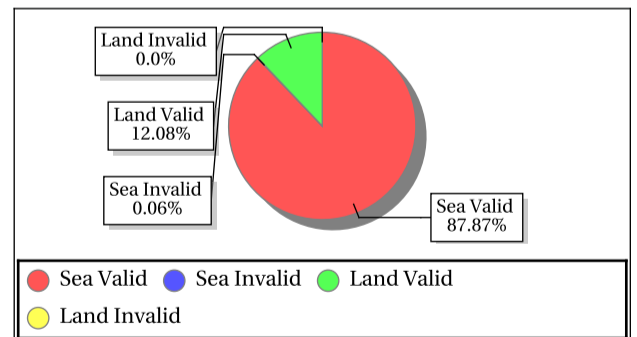 Land Invalid
0.0%
Land Valid
12.08%
Sea Invalid
0.06%
Sea Valid
87.87%
Sea Valid Sea Invalid Land Valid
Land Invalid